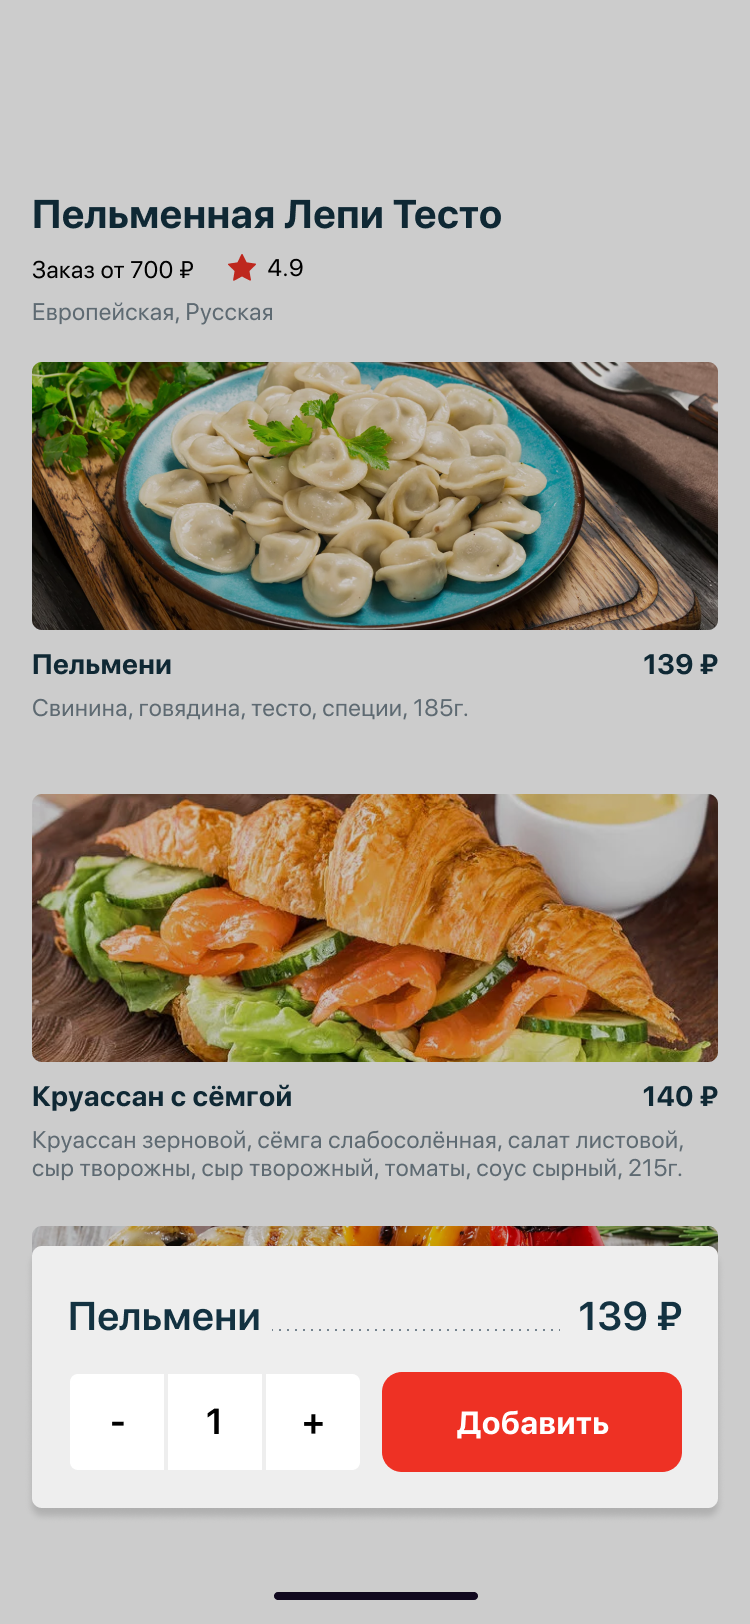 Пельменная Лепи Тесто
Заказ от 700 ₽ 4.9
Европейская, Русская
Пельмени 139 ₽
Свинина, говядина, тесто, специи, 185г.
Круассан с сёмгой 140 ₽
Круассан зерновой, сёмга слабосолённая, салат листовой,
сыр творожны, сыр творожный, томаты, соус сырный, 215г.
Пельмени 139 ₽
- 1 + Добавить